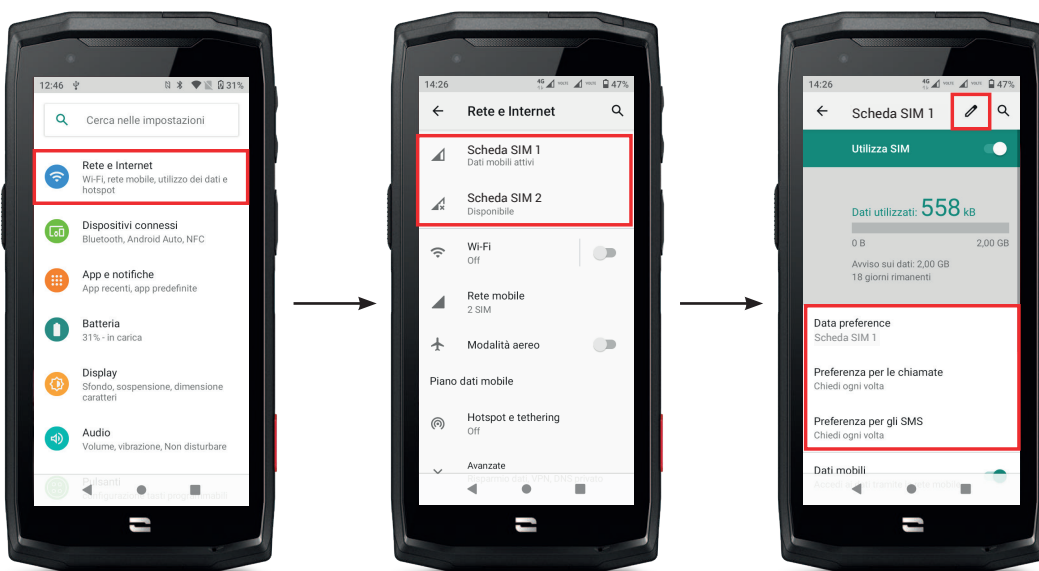 12:46
31%
Cerca nelle impostazioni
Rete e Internet
Wi-Fi, rete mobile, utilizzo dei dati e
hotspot
Dispositivi connessi
Bluetooth, Android Auto, NFC
App e notifiche
App recenti, app predefinite
Batteria
31% - in carica
Display
Sfondo, sospensione, dimensione
caratteri
Audio
Volume, vibrazione, Non disturbare
Pulsanti
14:26
4G
47%
Rete e Internet
Scheda SIM 1
Dati mobili attivi
Scheda SIM 2
Disponibile
Wi-Fi
Off
Rete mobile
2 SIM
Modalità aereo
Piano dati mobile
Hotspot e tethering
Off
Avanzate
14:26
4G
47%
Scheda SIM 1
Utilizza SIM
Dati utilizzati: 558 kB
0 B 2,00 GB
Avviso sui dati: 2,00 GB
18 giorni rimanenti
Data preference
Scheda SIM 1
Preferenza per le chiamate
Chiedi ogni volta
Preferenza per gli SMS
Chiedi ogni volta
Dati mobili